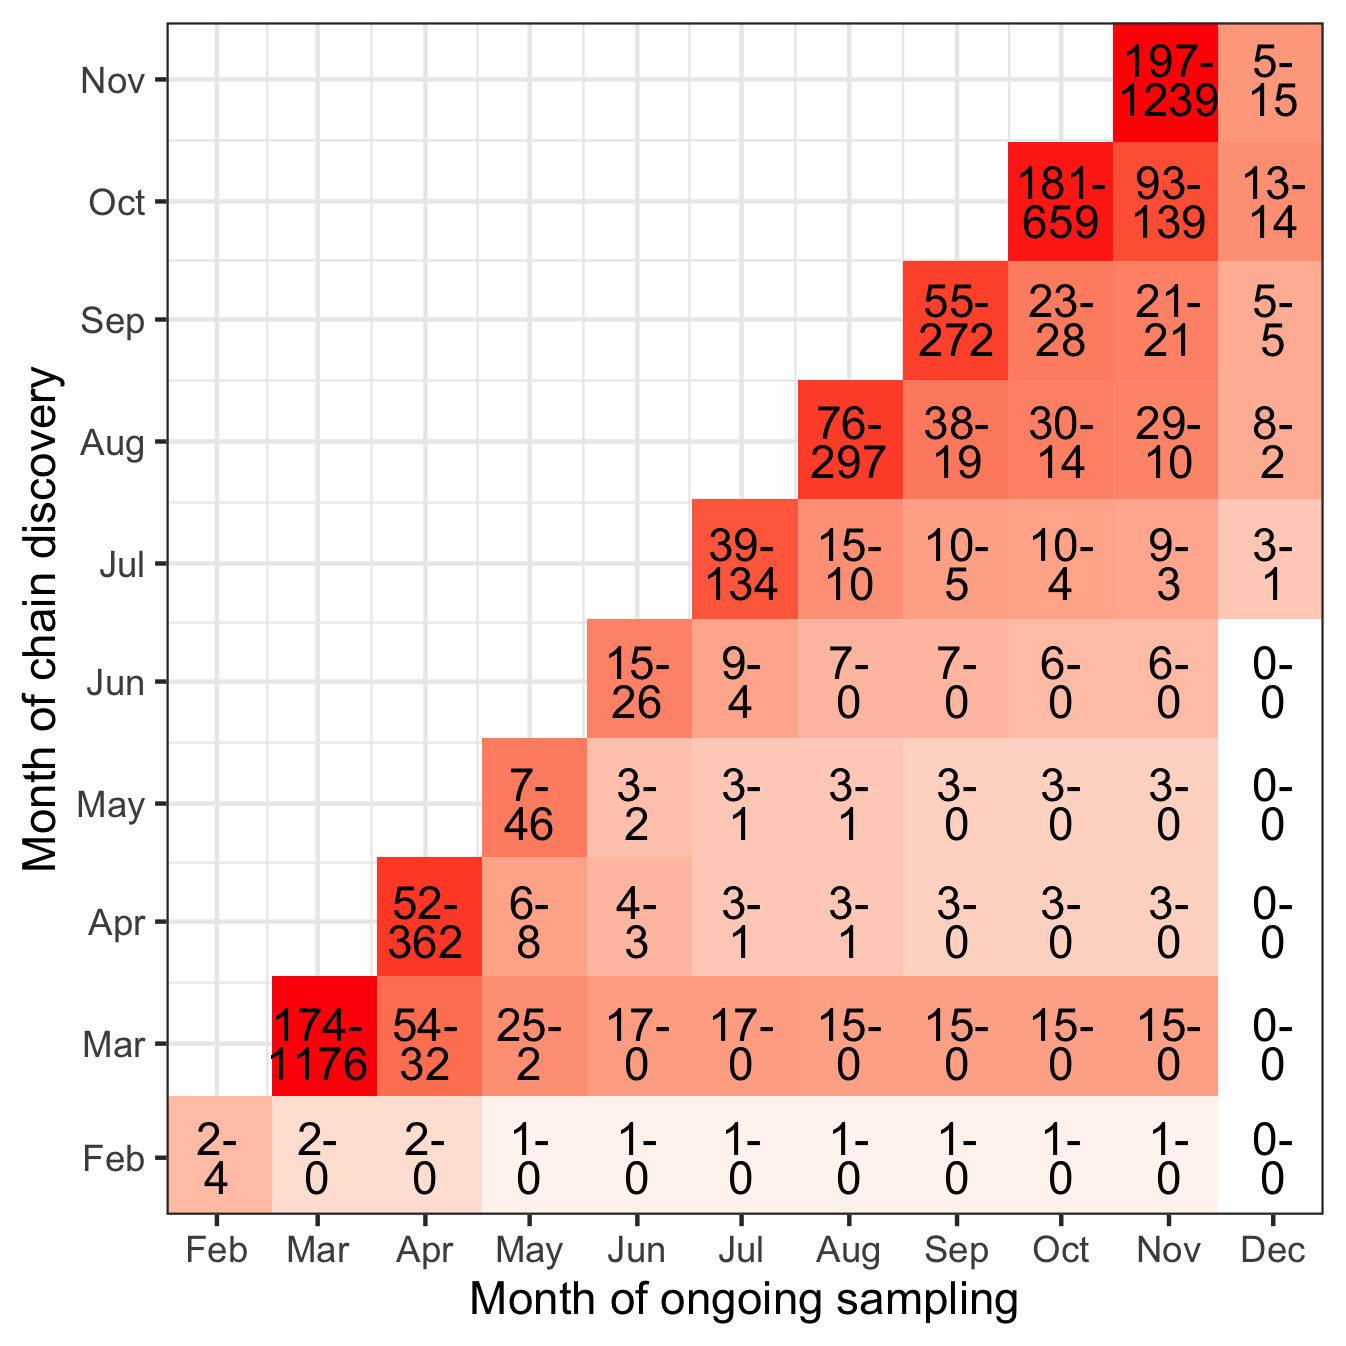 Month of chain discovery
Nov
197- 5-
1239 15
Oct
181- 93- 13-
659 139 14
Sep
55- 23- 21- 5-
272 28 21 5
Aug
76- 38- 30- 29- 8-
297 19 14 10 2
Jul
39- 15- 10- 10- 9- 3-
134 10 5 4 3 1
Jun
15- 9- 7- 7- 6- 6- 0-
26 4 0 0 0 0 0
May
7- 3- 3- 3- 3- 3- 3- 0-
46 2 1 1 0 0 0 0
Apr
52- 6- 4- 3- 3- 3- 3- 3- 0-
362 8 3 1 1 0 0 0 0
Mar
174- 54- 25- 17- 17- 15- 15- 15- 15- 0-
1176 32 2 0 0 0 0 0 0 0
Feb
2- 2- 2- 1- 1- 1- 1- 1- 1- 1- 0-
4 0 0 0 0 0 0 0 0 0 0
Feb Mar Apr May Jun Jul Aug Sep Oct Nov Dec
Month of ongoing sampling